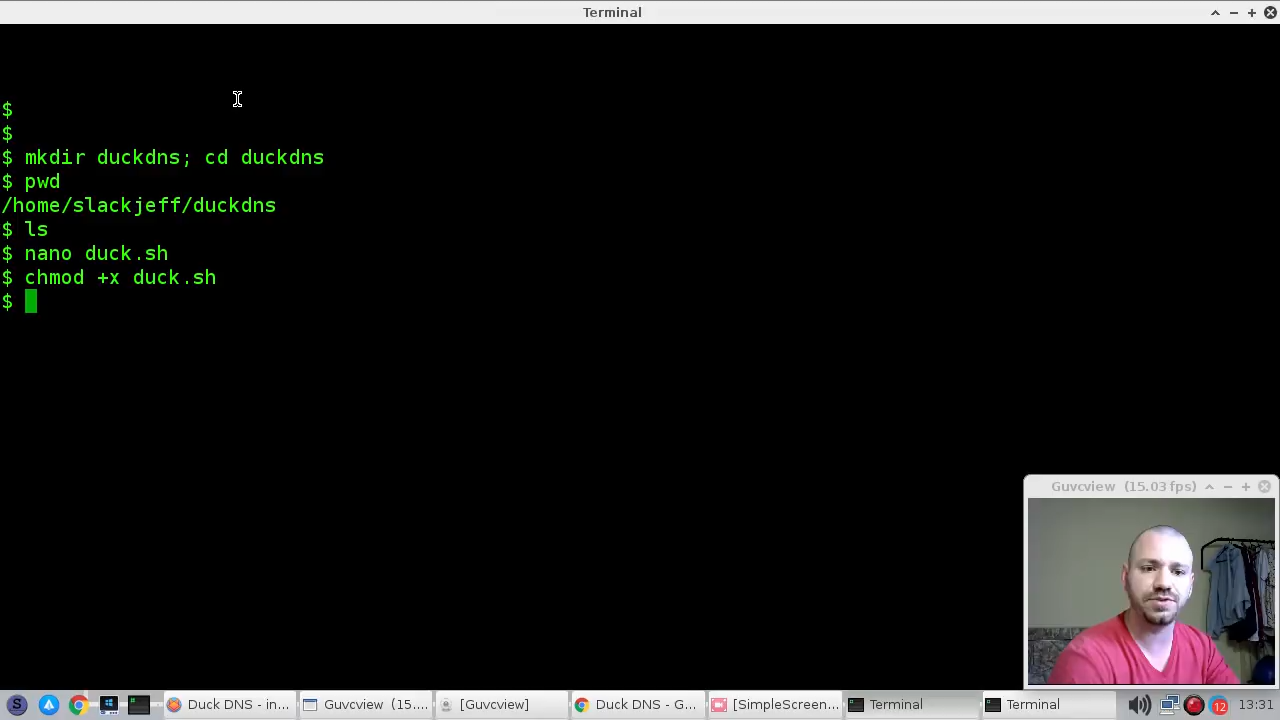 Terminal
$
$
$ mkdir duckdns; cd duckdns
$ pwd
/home/slackjeff/duckdns
$ ls
$ nano duck.sh
$ chmod +x duck.sh
$
Guvcview (15.03 fps)
Duck DNS - in...
Guvcview (15....
[Guvcview]
Duck DNS - G...
[SimpleScreen...
Terminal
Terminal
12
13:31